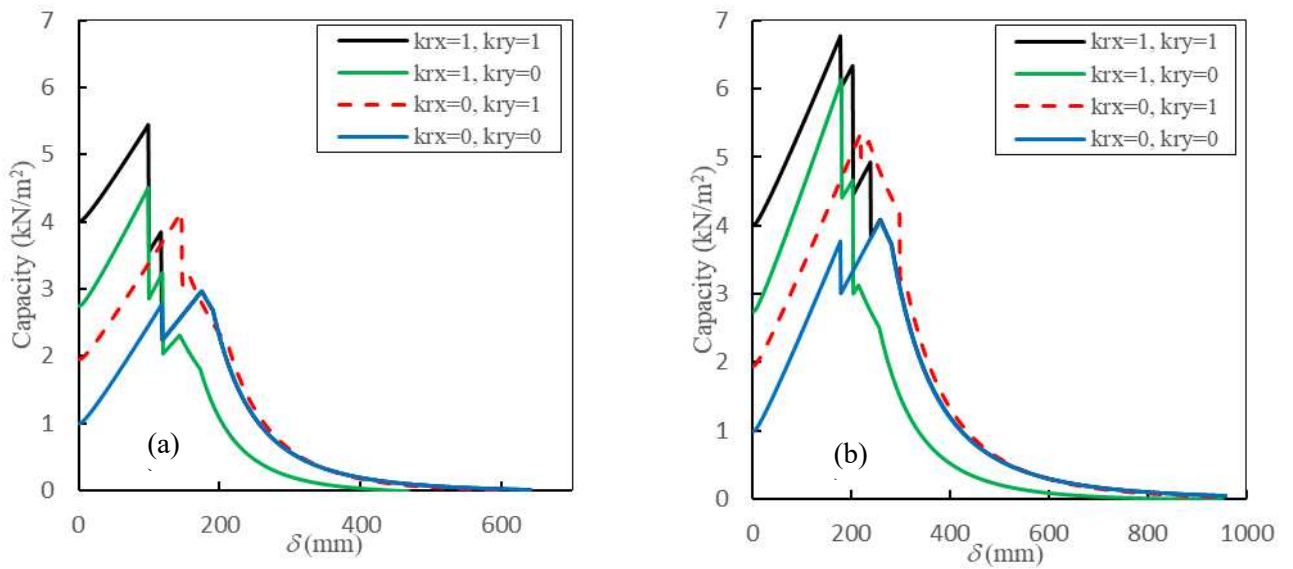 7
6
5
4
3
2
1
0
Capacity (kN/m²)
krx=1, kry=1
krx=1, kry=0
krx=0, kry=1
krx=0, kry=0
(a)
0
200
400
600
δ(mm)
7
6
5
4
3
2
1
0
Capacity (kN/m²)
krx=1, kry=1
krx=1, kry=0
krx=0, kry=1
krx=0, kry=0
(b)
0
200
400
600
800
1000
δ(mm)